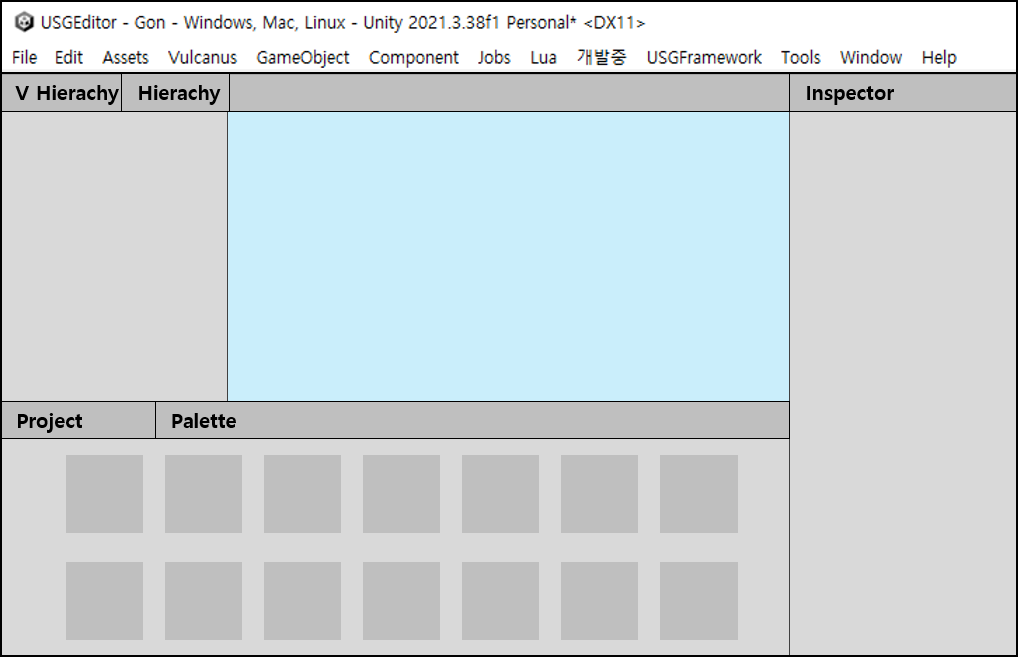 USGEditor - Gon - Windows, Mac, Linux - Unity 2021.3.38f1 Personal* <DX11>
File Edit Assets Vulcanus GameObject Component Jobs Lua 개발중 USGFramework Tools Window Help
V Hierachy Hierachy Inspector
Project Palette